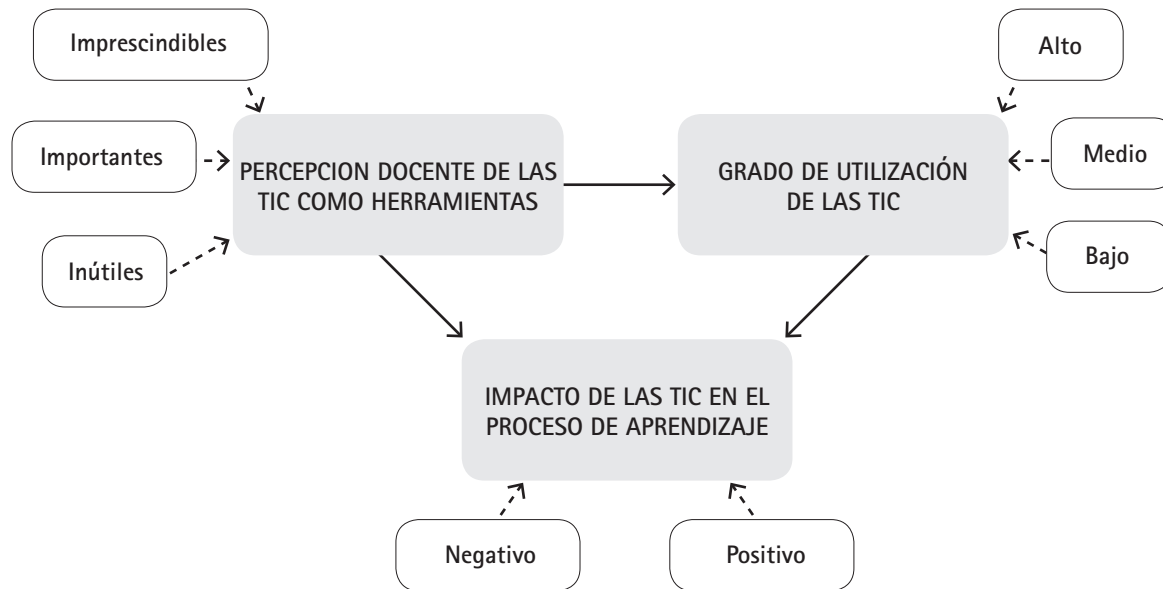 Imprescindibles
Alto
Importantes
PERCEPCION DOCENTE DE LAS
TIC COMO HERRAMIENTAS
GRADO DE UTILIZACIÓN
DE LAS TIC
Medio
Inútiles
Bajo
IMPACTO DE LAS TIC EN EL
PROCESO DE APRENDIZAJE
Negativo
Positivo